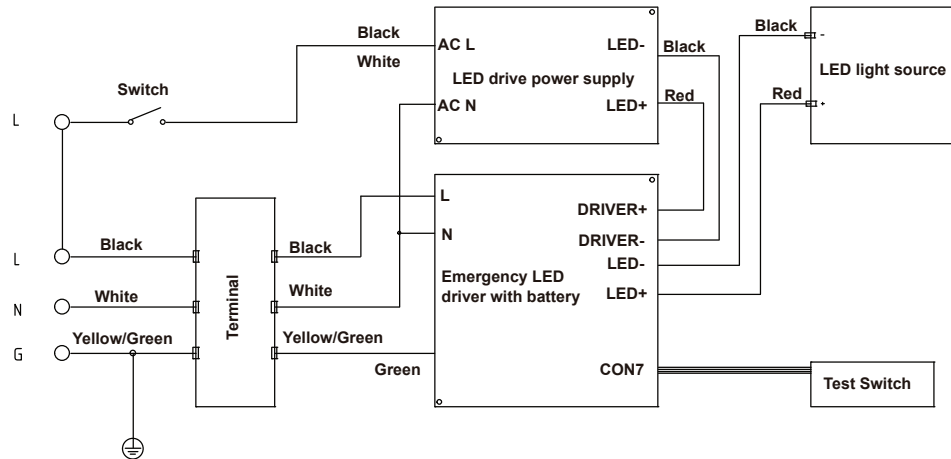 Black
White
Switch
L
AC L
LED-
LED drive power supply
AC N
LED+
Black
Red
Black
-
LED light source
Red
+
L
Black
Black
L
N
White
White
N
G
Yellow/Green
Yellow/Green
Green
Terminal
DRIVER+
DRIVER-
LED-
Emergency LED
driver with battery
LED+
CON7
Test Switch